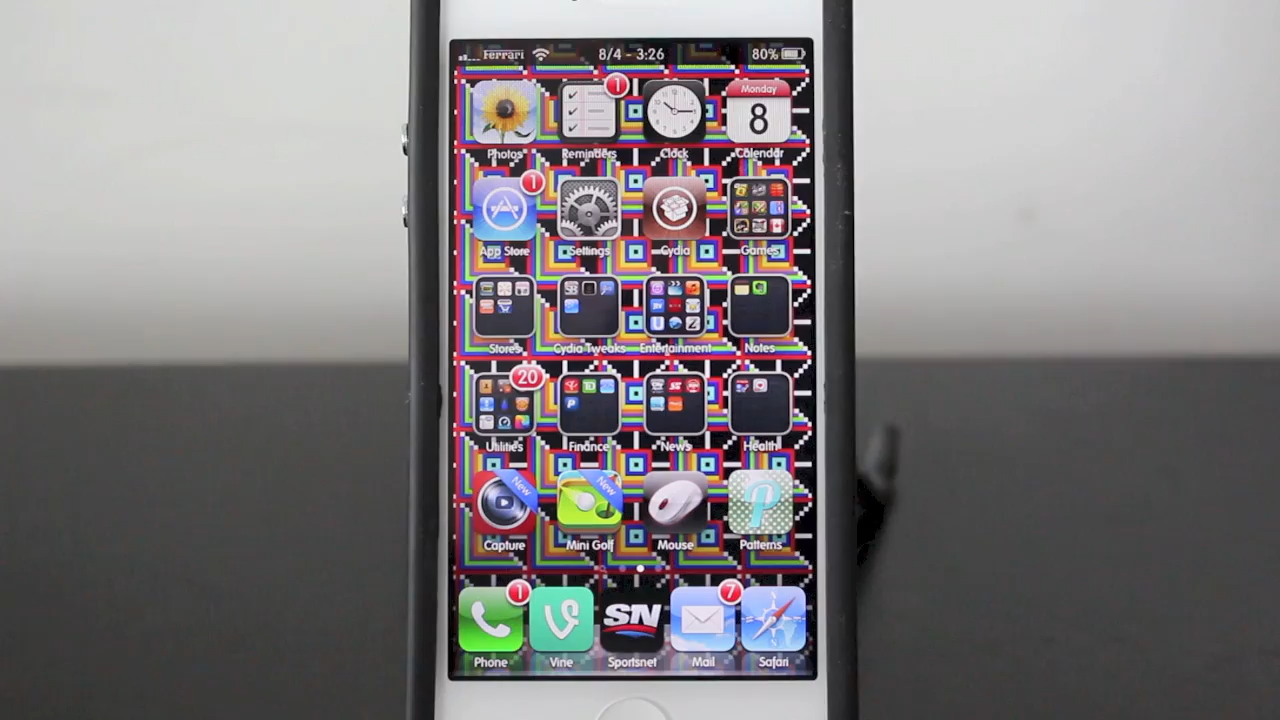 Ferrari 8/4 - 3:26 80%
1
Monday
8
Photos Reminders Clock Calendar
1
App Store Settings Cydia Games
Stores Cydia Tweaks Entertainment Notes
20
Utilities Finance News Health
New New
Capture Mini Golf Mouse Patterns
1 7
SN
Phone Vine Sportsnet Mail Safari